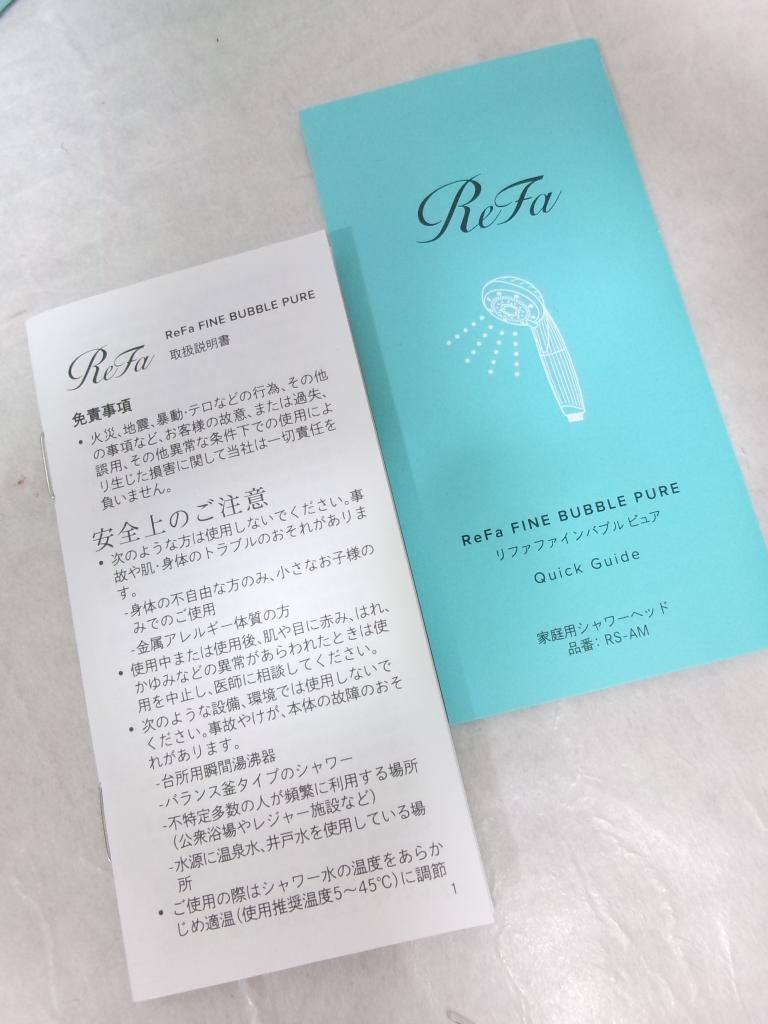 ReFa
ReFa FINE BUBBLE PURE
取扱説明書
免責事項
• 火災、地震、暴動・テロなどの行為、その他
の事項など、お客様の故意、または過失、
誤用、その他異常な条件下での使用によ
り生じた損害に関して当社は一切責任を
負いません。
安全上のご注意
• 次のような方は使用しないでください。事
故や肌・身体のトラブルのおそれがありま
す。
-身体の不自由な方のみ、小さなお子様の
みでのご使用
-金属アレルギー体質の方
• 使用中または使用後、肌や目に赤み、はれ、
かゆみなどの異常があらわれたときは使
用を中止し、医師に相談してください。
• 次のような設備、環境では使用しないで
ください。事故やけが、本体の故障のおそ
れがあります。
-台所用瞬間湯沸器
-バランス釜タイプのシャワー
-不特定多数の人が頻繁に利用する場所
(公衆浴場やレジャー施設など)
-水源に温泉水、井戸水を使用している場
所
• ご使用の際はシャワー水の温度をあらか
じめ適温(使用推奨温度5～45℃)に調節
1
ReFa
ReFa FINE BUBBLE PURE
リファファインバブル ピュア
Quick Guide
家庭用シャワーヘッド
品番: RS-AM